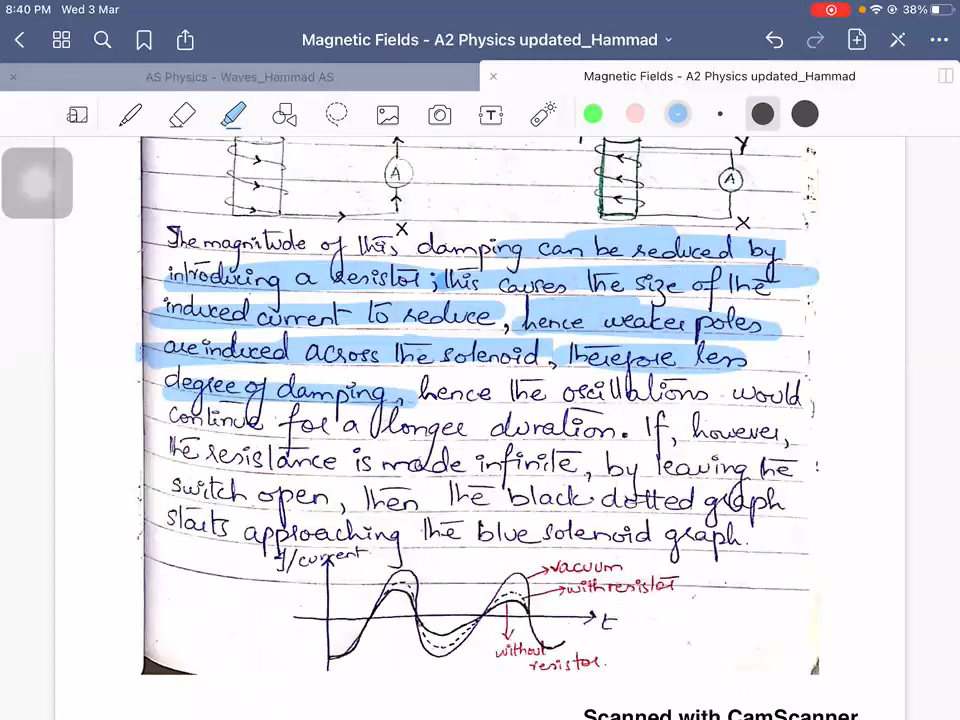 8:40 PM Wed 3 Mar
38%
Magnetic Fields - A2 Physics updated_Hammad
AS Physics - Waves_Hammad AS
Magnetic Fields - A2 Physics updated_Hammad
A
X
Y
A
X
The magnitude of this damping can be reduced by
introducing a resistor; this causes the size of the
induced current to reduce, hence weaker poles
are induced across the solenoid, therefore less
degree of damping, hence the oscillations would
continue for a longer duration. If, however,
the resistance is made infinite, by leaving the
switch open, then the black dotted graph
starts approaching the blue solenoid graph.
y/current
vacuum
with resistor
t
without
resistor.
Scanned with CamScanner